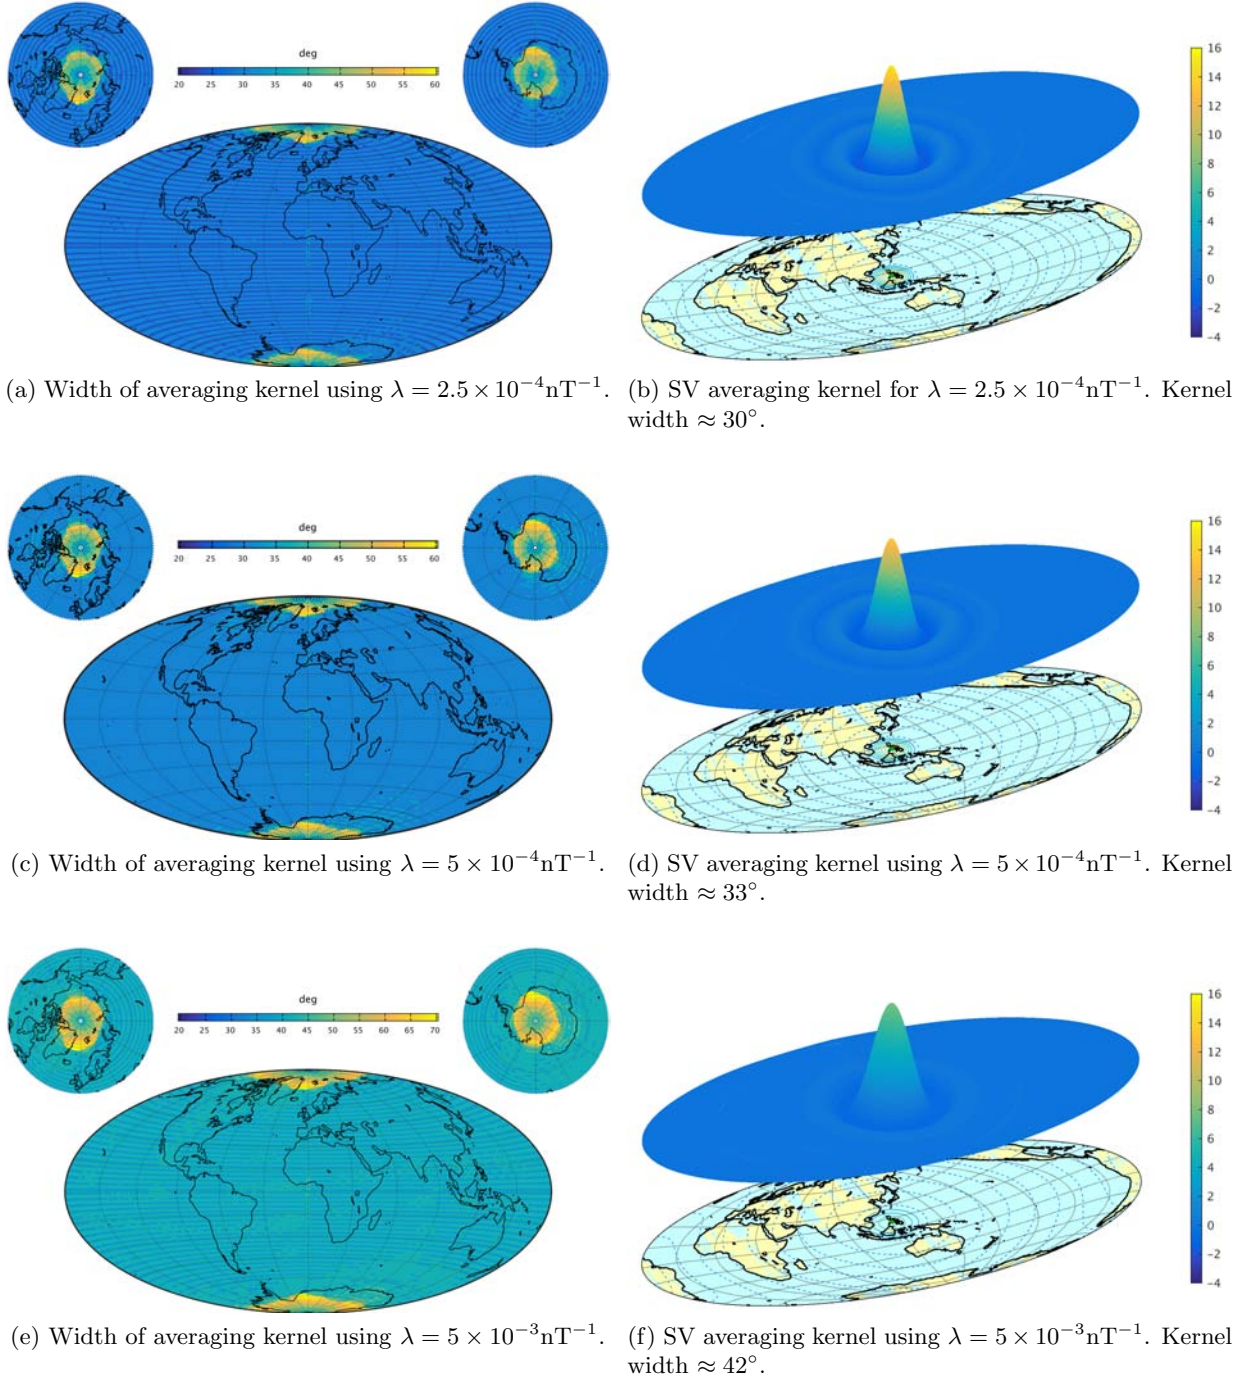 deg
20 25 30 35 40 45 50 55 60
16
14
12
10
8
6
4
2
0
−2
−4
(a) Width of averaging kernel using λ = 2.5 × 10⁻⁴nT⁻¹.
(b) SV averaging kernel for λ = 2.5 × 10⁻⁴nT⁻¹. Kernel
width ≈ 30°.
deg
20 25 30 35 40 45 50 55 60
16
14
12
10
8
6
4
2
0
−2
−4
(c) Width of averaging kernel using λ = 5 × 10⁻⁴nT⁻¹.
(d) SV averaging kernel using λ = 5 × 10⁻⁴nT⁻¹. Kernel
width ≈ 33°.
deg
20 25 30 35 40 45 50 55 60 65 70
16
14
12
10
8
6
4
2
0
−2
−4
(e) Width of averaging kernel using λ = 5 × 10⁻³nT⁻¹.
(f) SV averaging kernel using λ = 5 × 10⁻³nT⁻¹. Kernel
width ≈ 42°.